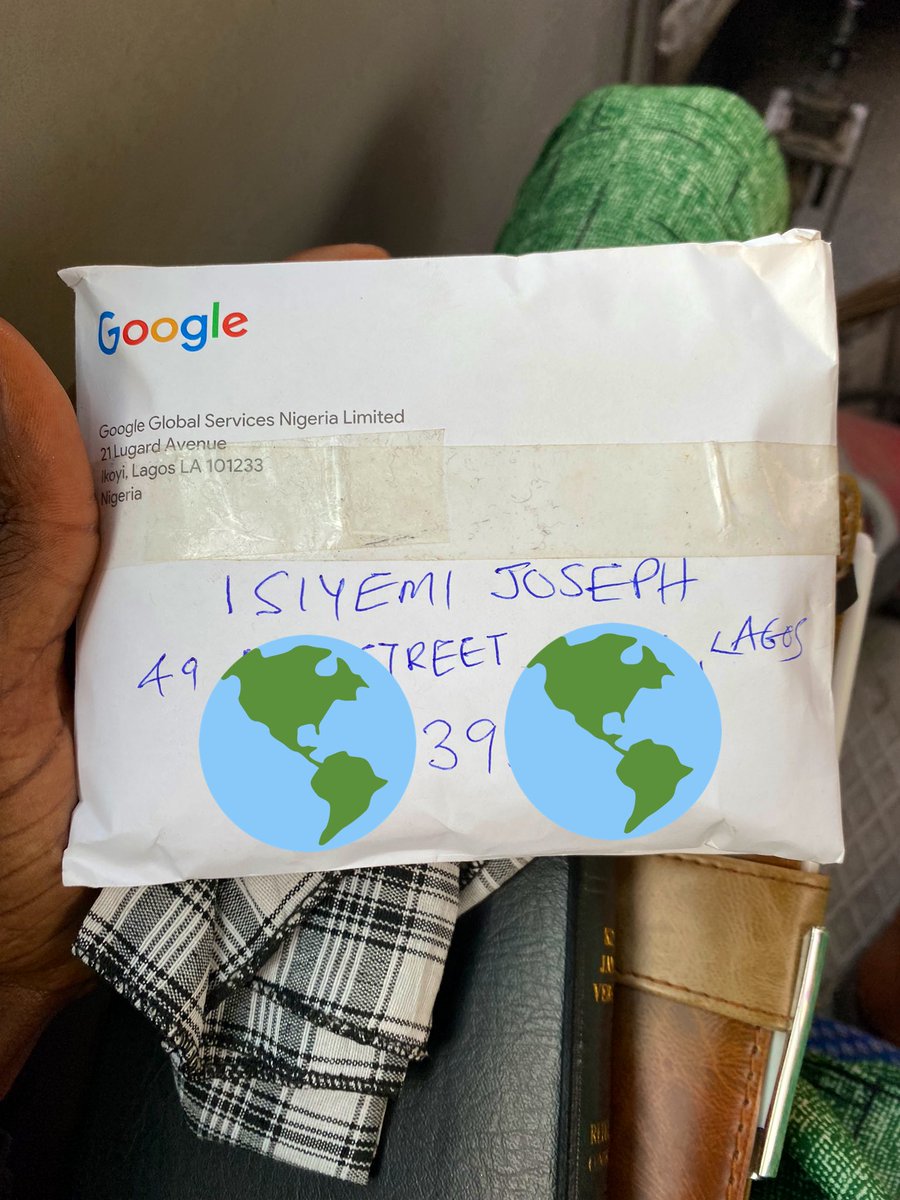 Google
Google Global Services Nigeria Limited
21 Lugard Avenue
Ikoyi, Lagos LA 101233
Nigeria
ISIYEMI JOSEPH
49 STREET , LAGOS
39